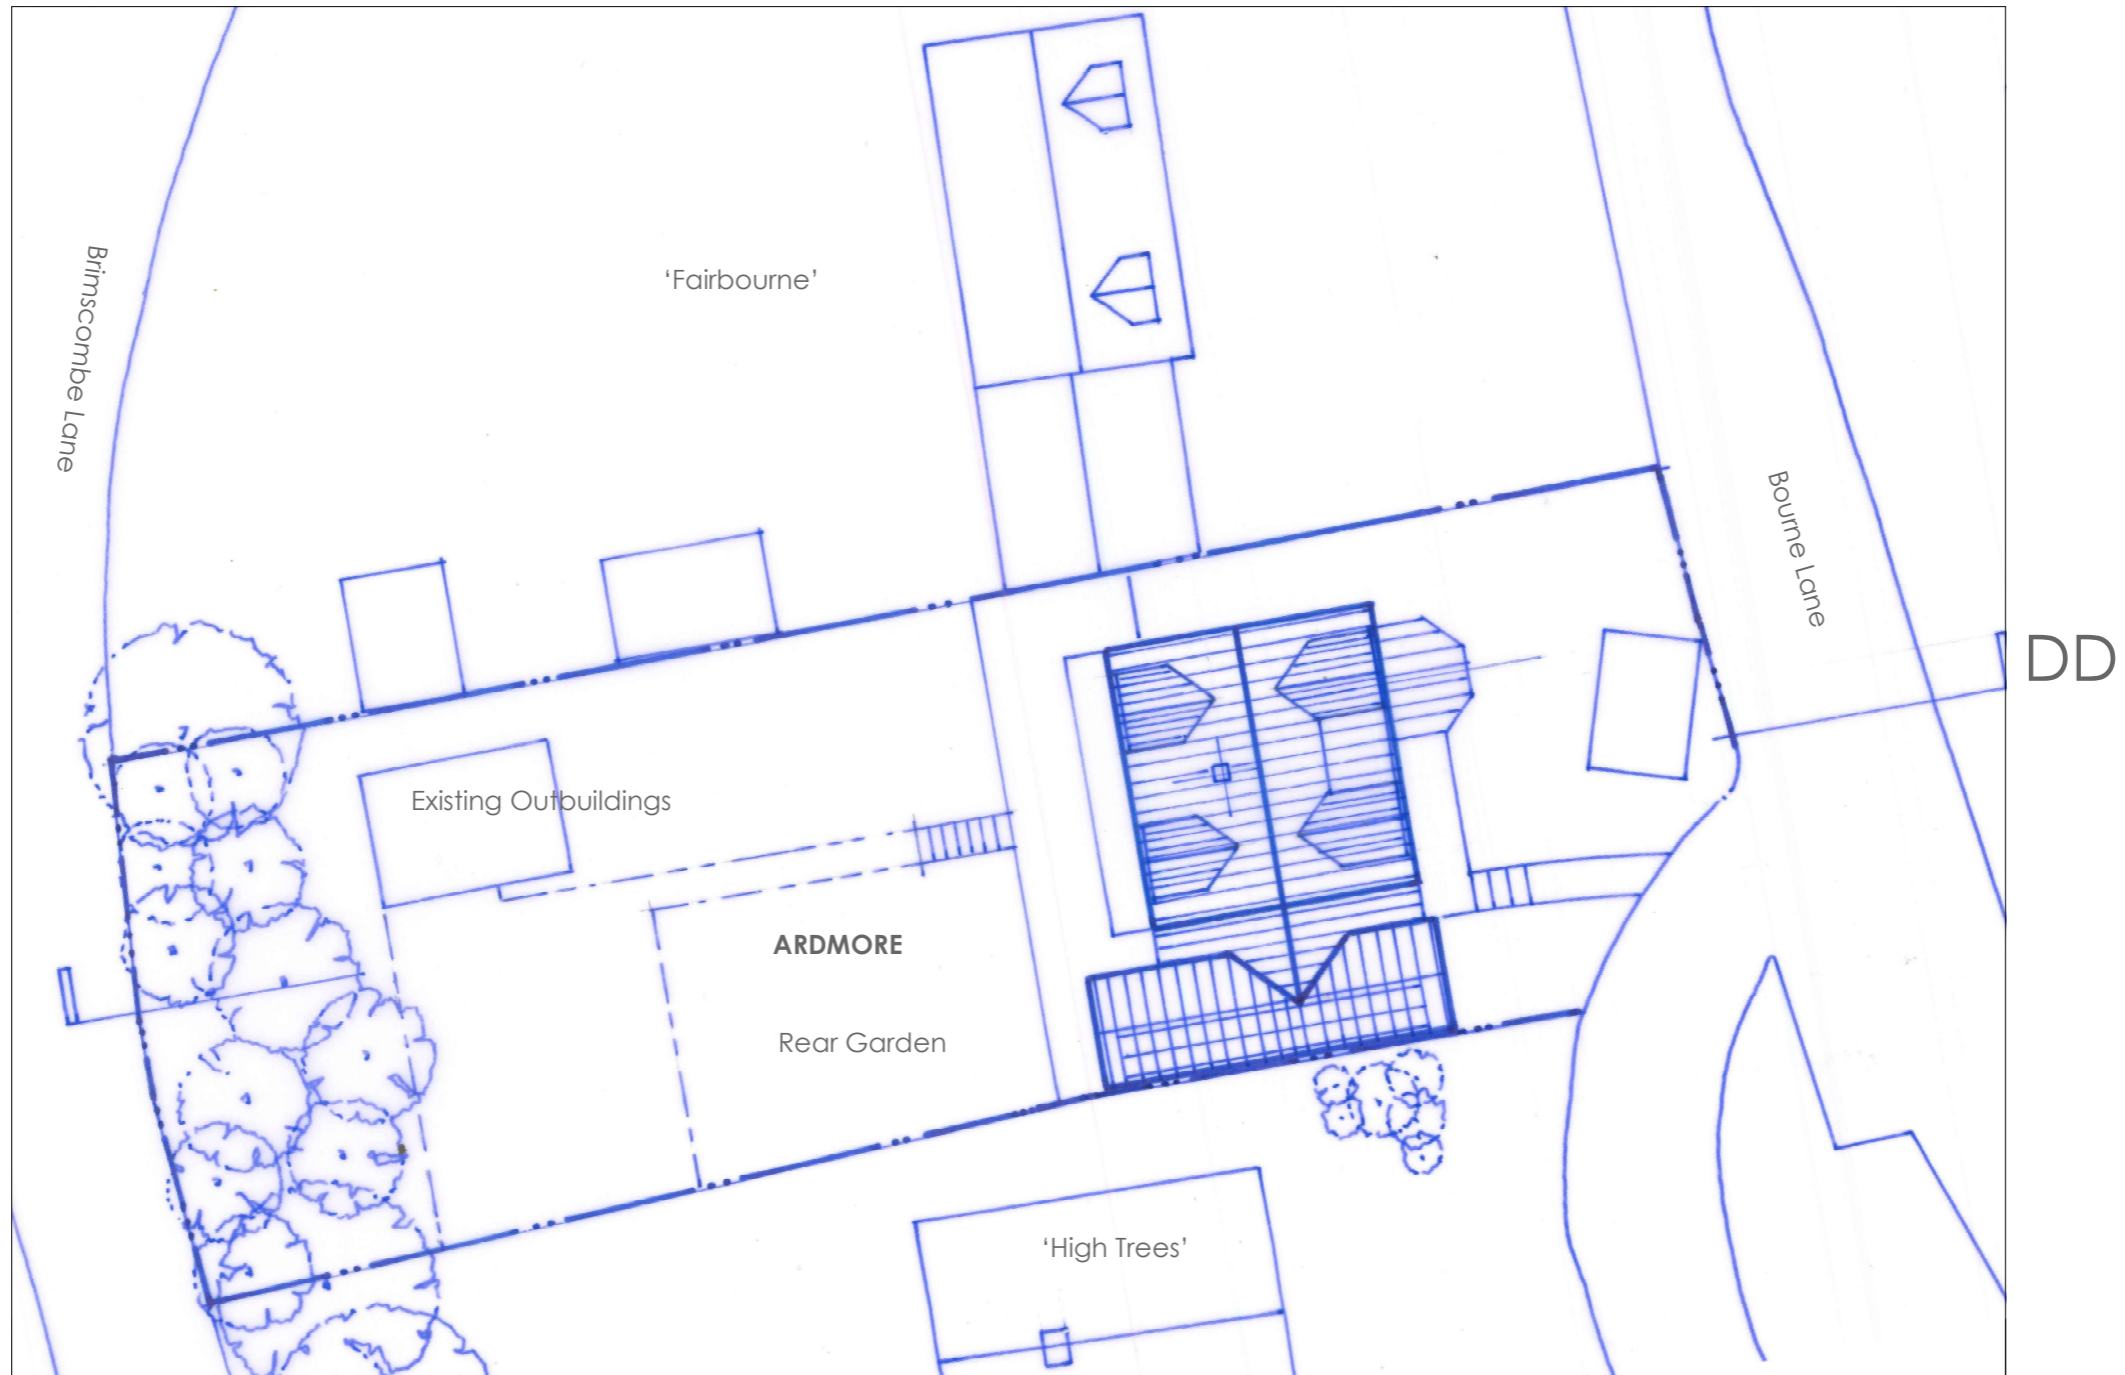 ‘Fairbourne’
Brimscombe Lane
Bourne Lane
DD
Existing Outbuildings
ARDMORE
Rear Garden
‘High Trees’